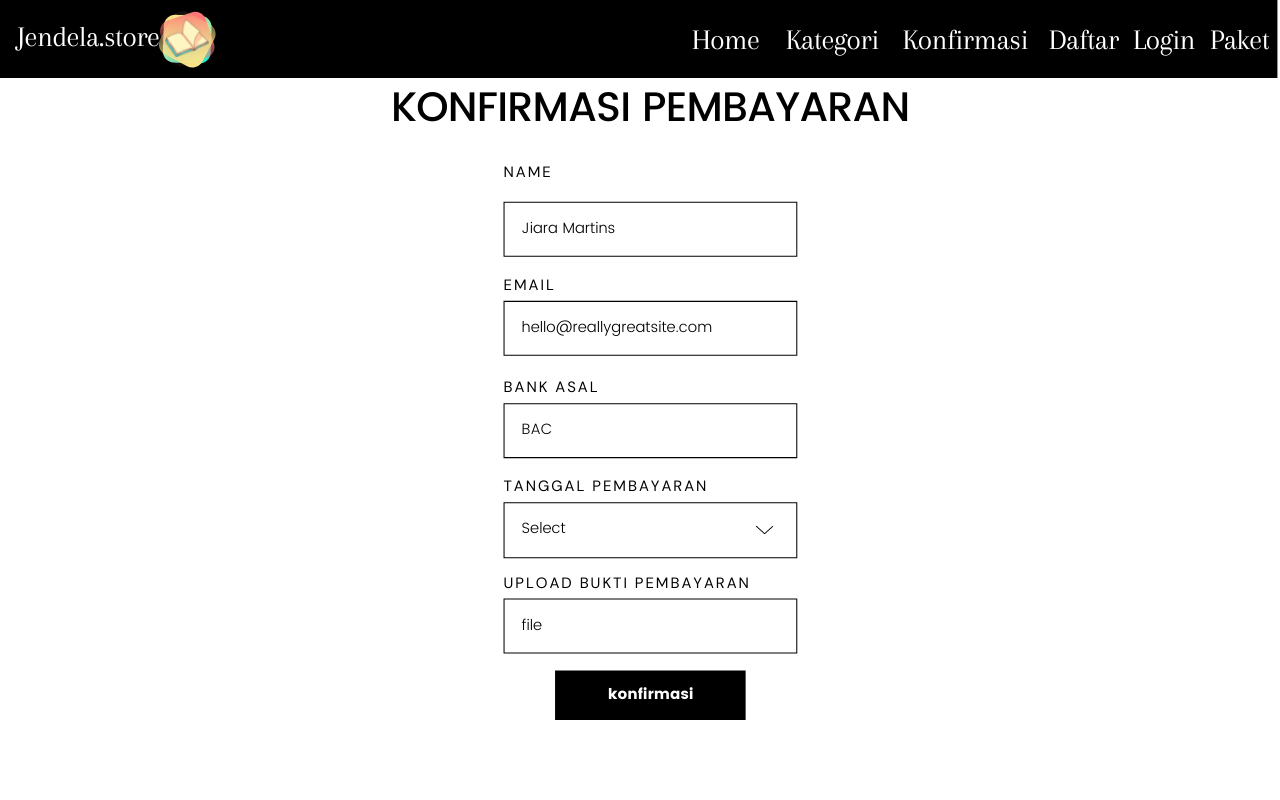 Jendela.store
Home Kategori Konfirmasi Daftar Login Paket
KONFIRMASI PEMBAYARAN
NAME
Jiara Martins
EMAIL
hello@reallygreatsite.com
BANK ASAL
BAC
TANGGAL PEMBAYARAN
Select
UPLOAD BUKTI PEMBAYARAN
file
konfirmasi